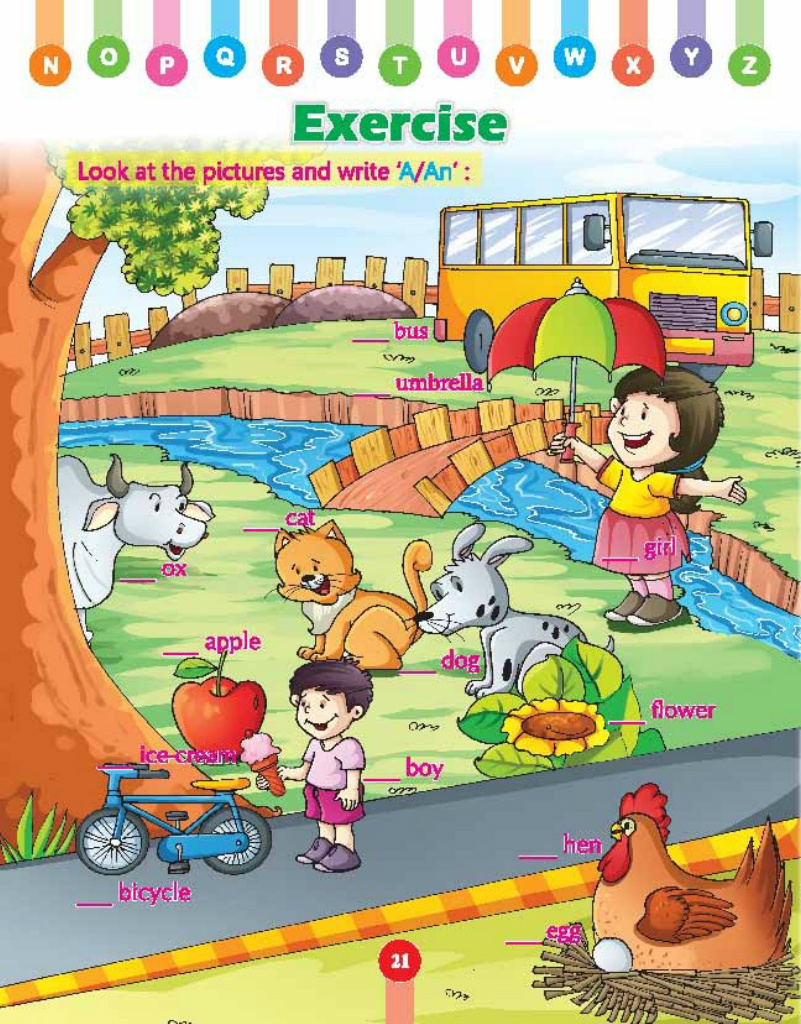 N O P Q R S T U V W X Y Z
Exercise
Look at the pictures and write ‘A/An’ :
___ bus
___ umbrella
___ cat
___ girl
___ ox
___ apple
___ dog
___ flower
___ ice-cream
___ boy
___ hen
___ bicycle
___ egg
21